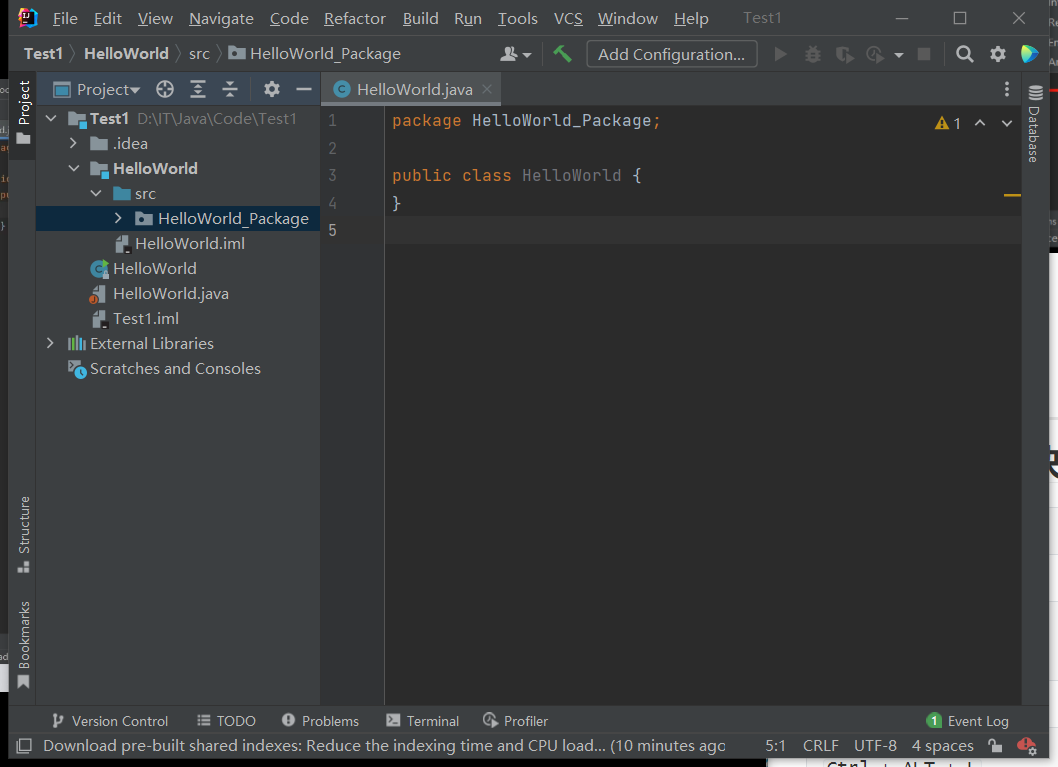 File Edit View Navigate Code Refactor Build Run Tools VCS Window Help Test1
Test1 HelloWorld src HelloWorld_Package Add Configuration...
Project
Project
HelloWorld.java
Test1 D:\IT\Java\Code\Test1
.idea
HelloWorld
src
HelloWorld_Package
HelloWorld.iml
HelloWorld
HelloWorld.java
Test1.iml
External Libraries
Scratches and Consoles
1 package HelloWorld_Package;
2
3 public class HelloWorld {
4 }
5
1
Database
Structure
Bookmarks
Version Control TODO Problems Terminal Profiler 1 Event Log
Download pre-built shared indexes: Reduce the indexing time and CPU load... (10 minutes ago 5:1 CRLF UTF-8 4 spaces